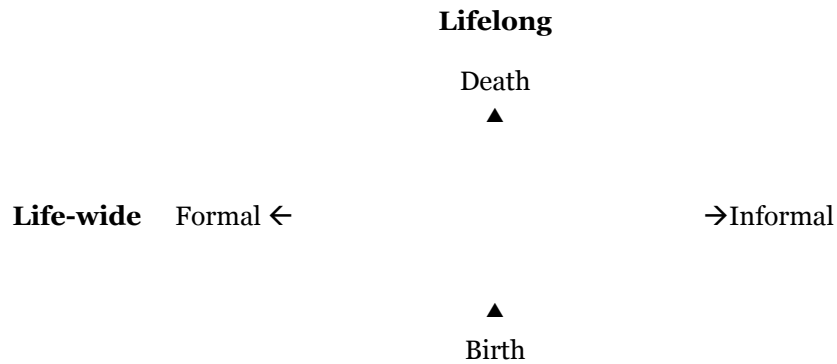 Lifelong
Death
▲
Life-wide Formal ← →Informal
▲
Birth